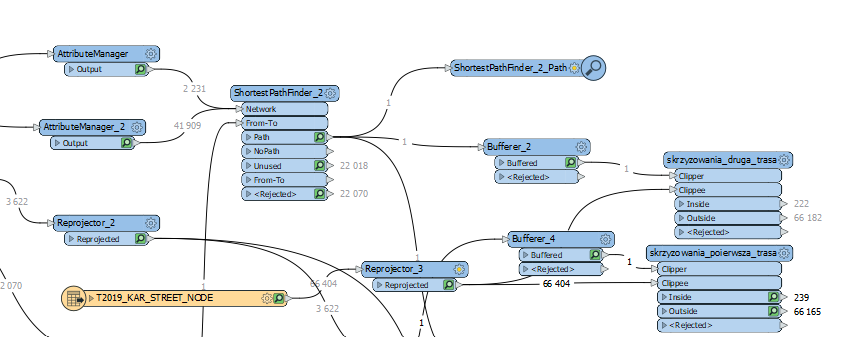 AttributeManager
Output
2 231
AttributeManager_2
Output
41 909
ShortestPathFinder_2
Network
From-To
Path
NoPath
Unused
22 018
From-To
<Rejected>
22 070
1
ShortestPathFinder_2_Path
1
Bufferer_2
Buffered
<Rejected>
1
skrzyzowania_druga_trasa
Clipper
Clippee
Inside
222
Outside
66 182
<Rejected>
3 622
Reprojector_2
Reprojected
Bufferer_4
Buffered
<Rejected>
1
skrzyzowania_poierwsza_trasa
Clipper
Clippee
Inside
239
Outside
66 165
<Rejected>
1
Reprojector_3
Reprojected
66 404
2 070
1
T2019_KAR_STREET_NODE
66 404
3 622
1